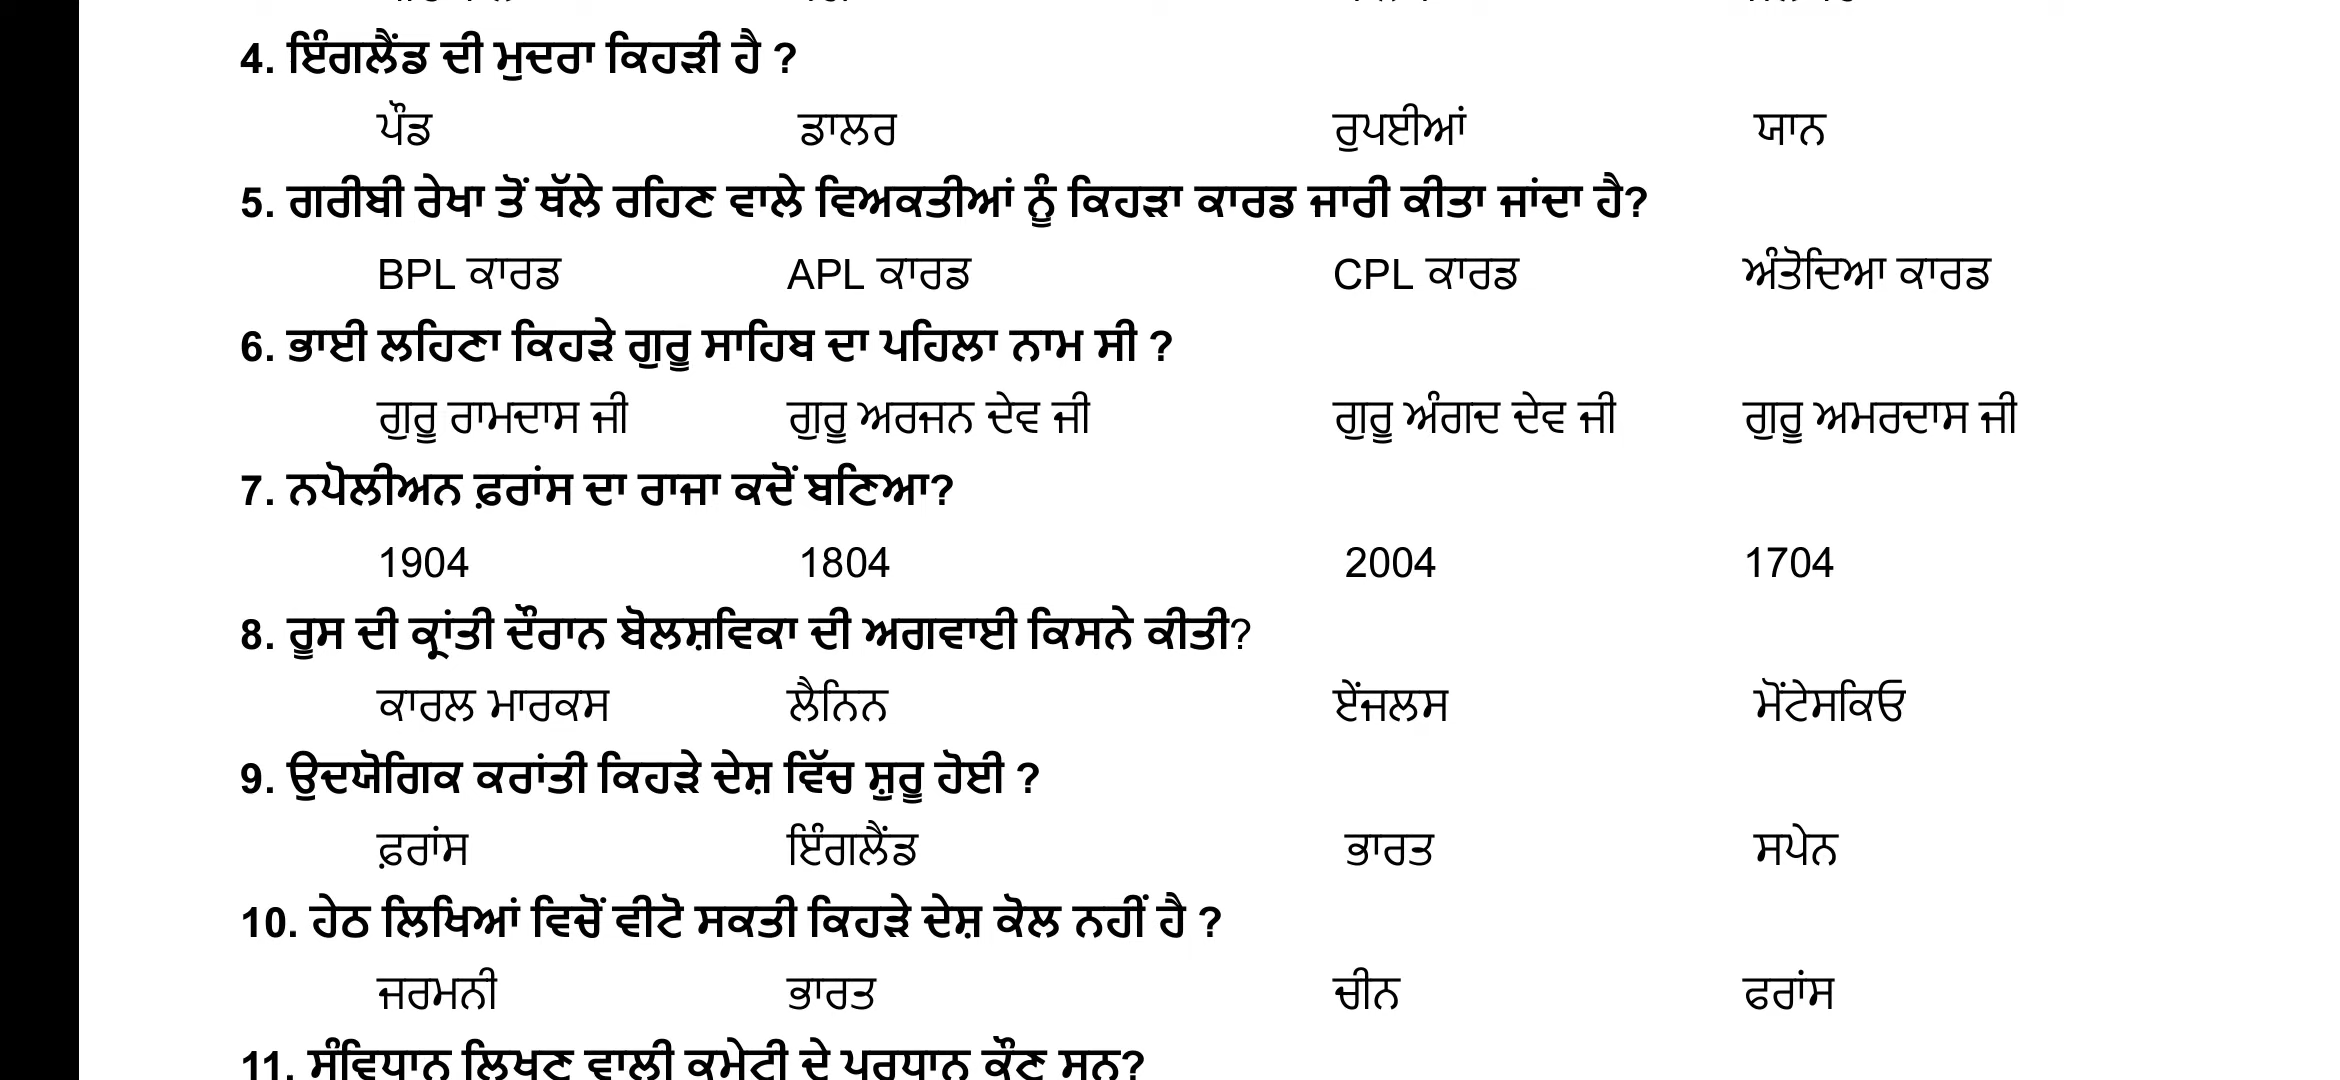 4. ਇੰਗਲੈਂਡ ਦੀ ਮੁਦਰਾ ਕਿਹੜੀ ਹੈ ?
ਪੌਂਡ ਡਾਲਰ ਰੁਪਈਆਂ ਯਾਨ
5. ਗਰੀਬੀ ਰੇਖਾ ਤੋਂ ਥੱਲੇ ਰਹਿਣ ਵਾਲੇ ਵਿਅਕਤੀਆਂ ਨੂੰ ਕਿਹੜਾ ਕਾਰਡ ਜਾਰੀ ਕੀਤਾ ਜਾਂਦਾ ਹੈ?
BPL ਕਾਰਡ APL ਕਾਰਡ CPL ਕਾਰਡ ਅੰਤੋਦਿਆ ਕਾਰਡ
6. ਭਾਈ ਲਹਿਣਾ ਕਿਹੜੇ ਗੁਰੂ ਸਾਹਿਬ ਦਾ ਪਹਿਲਾ ਨਾਮ ਸੀ ?
ਗੁਰੂ ਰਾਮਦਾਸ ਜੀ ਗੁਰੂ ਅਰਜਨ ਦੇਵ ਜੀ ਗੁਰੂ ਅੰਗਦ ਦੇਵ ਜੀ ਗੁਰੂ ਅਮਰਦਾਸ ਜੀ
7. ਨਪੋਲੀਅਨ ਫ਼ਰਾਂਸ ਦਾ ਰਾਜਾ ਕਦੋਂ ਬਣਿਆ?
1904 1804 2004 1704
8. ਰੂਸ ਦੀ ਕ੍ਰਾਂਤੀ ਦੌਰਾਨ ਬੋਲਸ਼ਵਿਕਾ ਦੀ ਅਗਵਾਈ ਕਿਸਨੇ ਕੀਤੀ?
ਕਾਰਲ ਮਾਰਕਸ ਲੈਨਿਨ ਏਂਜਲਸ ਮੋਂਟੇਸਕਿਓ
9. ਉਦਯੋਗਿਕ ਕਰਾਂਤੀ ਕਿਹੜੇ ਦੇਸ਼ ਵਿੱਚ ਸ਼ੁਰੂ ਹੋਈ ?
ਫ਼ਰਾਂਸ ਇੰਗਲੈਂਡ ਭਾਰਤ ਸਪੇਨ
10. ਹੇਠ ਲਿਖਿਆਂ ਵਿਚੋਂ ਵੀਟੋ ਸਕਤੀ ਕਿਹੜੇ ਦੇਸ਼ ਕੋਲ ਨਹੀਂ ਹੈ ?
ਜਰਮਨੀ ਭਾਰਤ ਚੀਨ ਫਰਾਂਸ
11. ਸੰਵਿਧਾਨ ਲਿਖਣ ਵਾਲੀ ਕਮੇਟੀ ਦੇ ਪਰਧਾਨ ਕੌਣ ਸਨ?